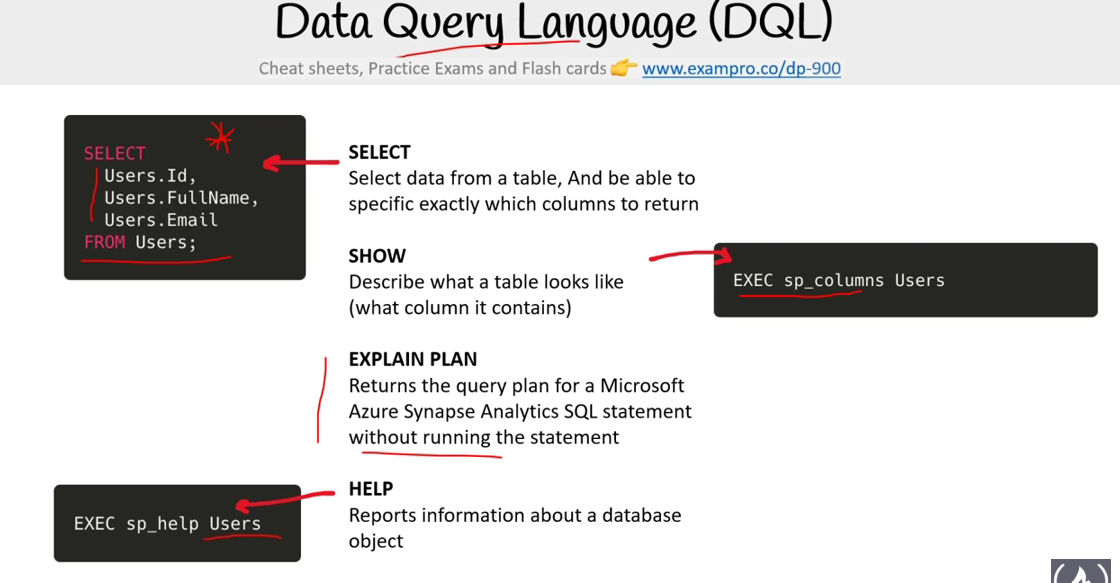 Data Query Language (DQL)
Cheat sheets, Practice Exams and Flash cards 👉 www.exampro.co/dp-900
SELECT
Users.Id,
Users.FullName,
Users.Email
FROM Users;
SELECT
Select data from a table, And be able to
specific exactly which columns to return
SHOW
Describe what a table looks like
(what column it contains)
EXEC sp_columns Users
EXPLAIN PLAN
Returns the query plan for a Microsoft
Azure Synapse Analytics SQL statement
without running the statement
EXEC sp_help Users
HELP
Reports information about a database
object